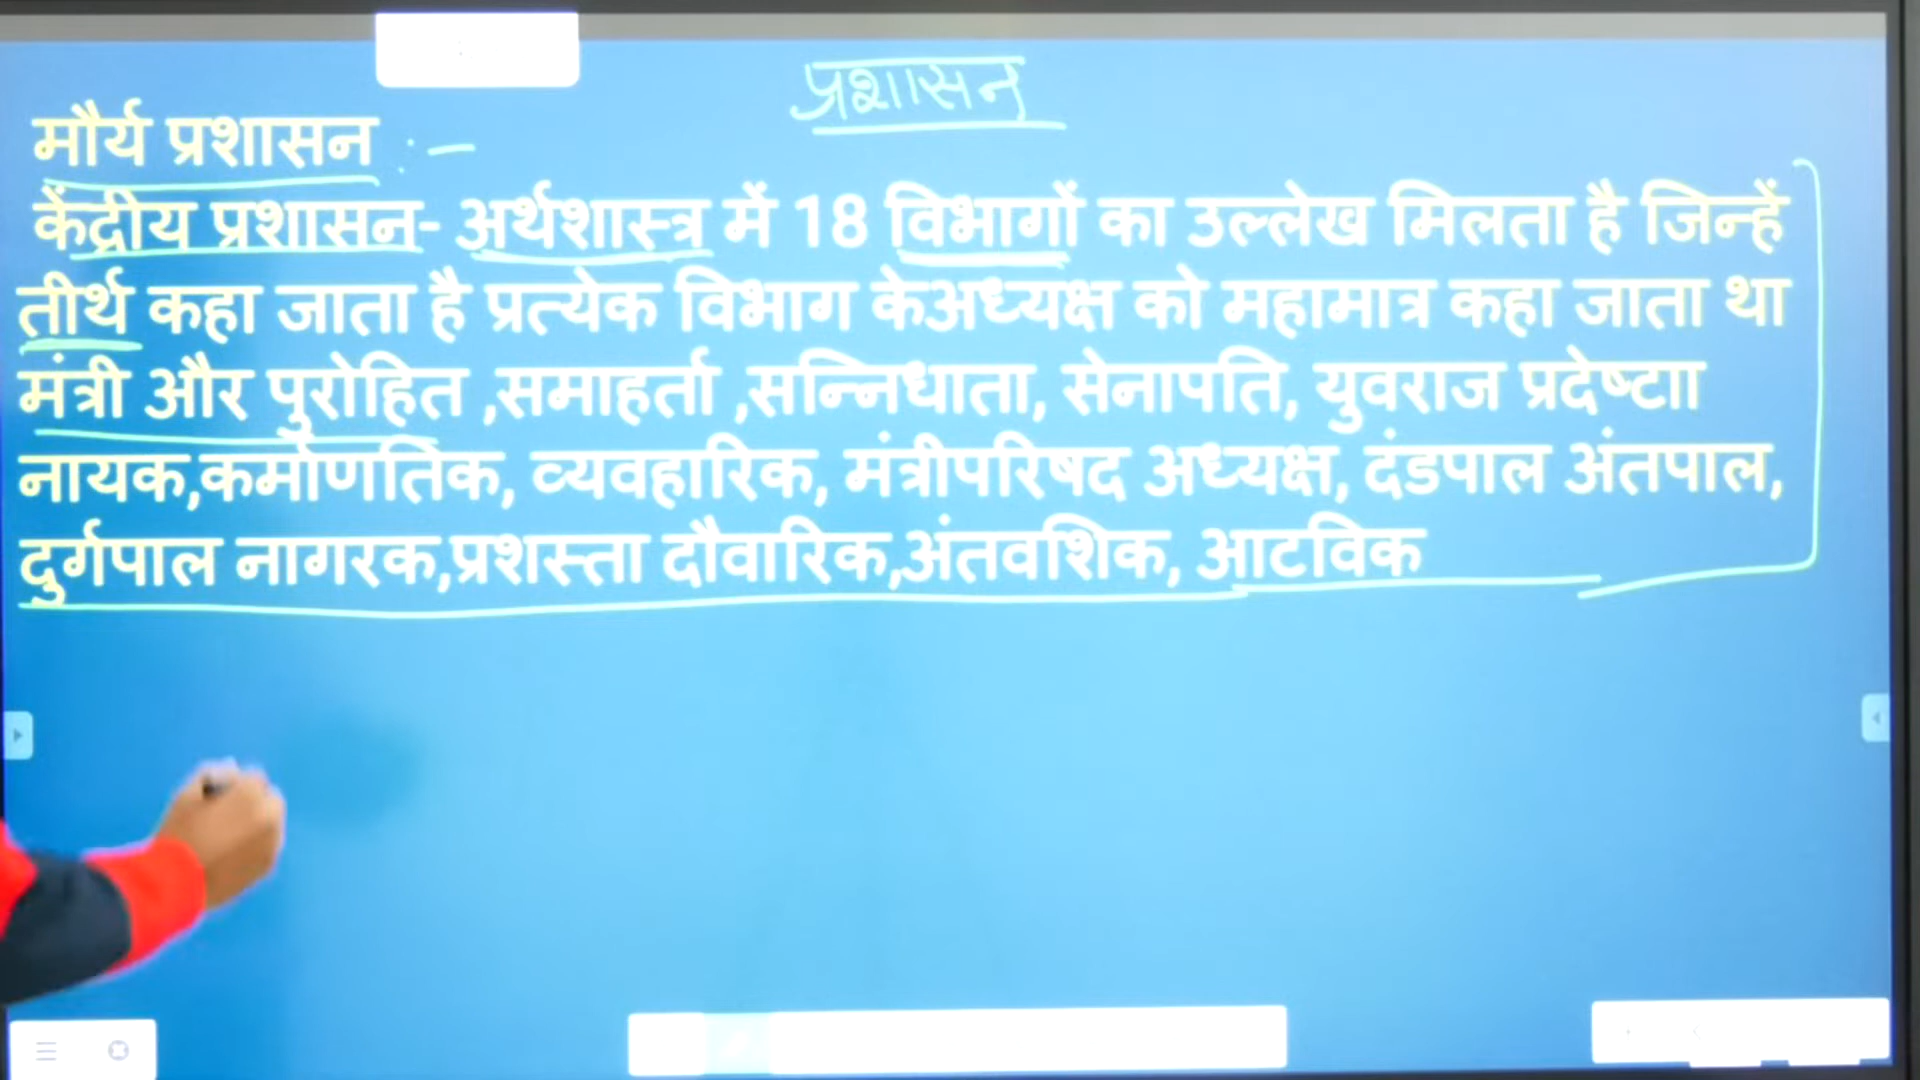 प्रशासन
मौर्य प्रशासन :-
केंद्रीय प्रशासन- अर्थशास्त्र में 18 विभागों का उल्लेख मिलता है जिन्हें
तीर्थ कहा जाता है प्रत्येक विभाग केअध्यक्ष को महामात्र कहा जाता था
मंत्री और पुरोहित ,समाहर्ता ,सन्निधाता, सेनापति, युवराज प्रदेष्टाा
नायक,कर्माणतिक, व्यवहारिक, मंत्रीपरिषद अध्यक्ष, दंडपाल अंतपाल,
दुर्गपाल नागरक,प्रशस्ता दौवारिक,अंतवशिक, आटविक